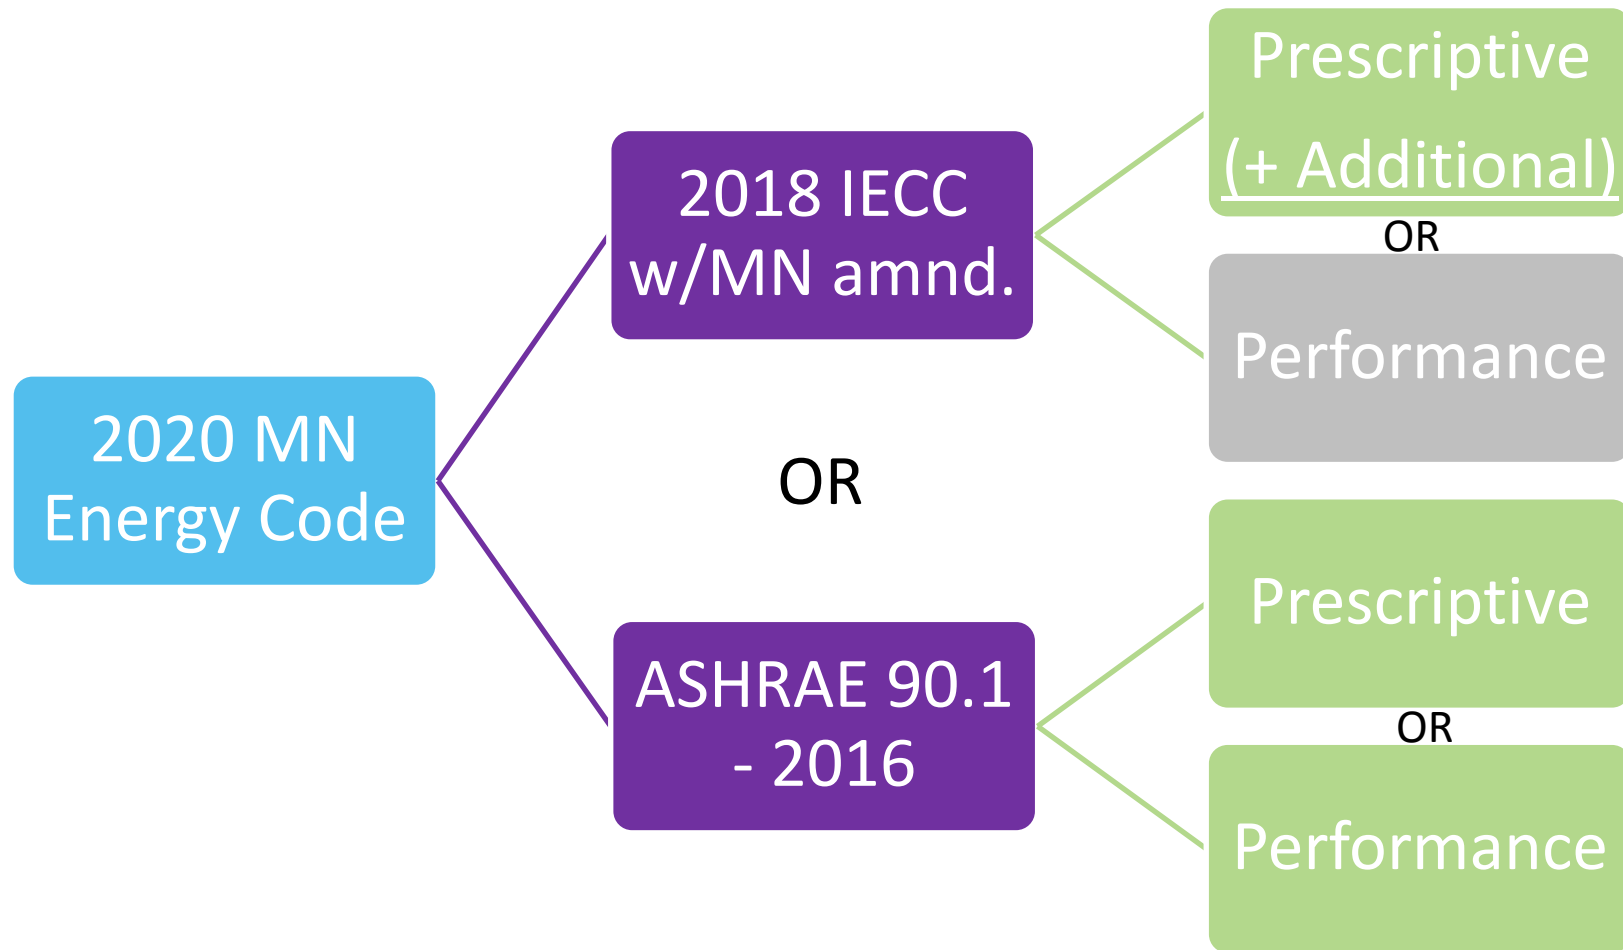 2020 MN
Energy Code
2018 IECC
w/MN amnd.
OR
ASHRAE 90.1
- 2016
Prescriptive
(+ Additional)
OR
Performance
Prescriptive
OR
Performance